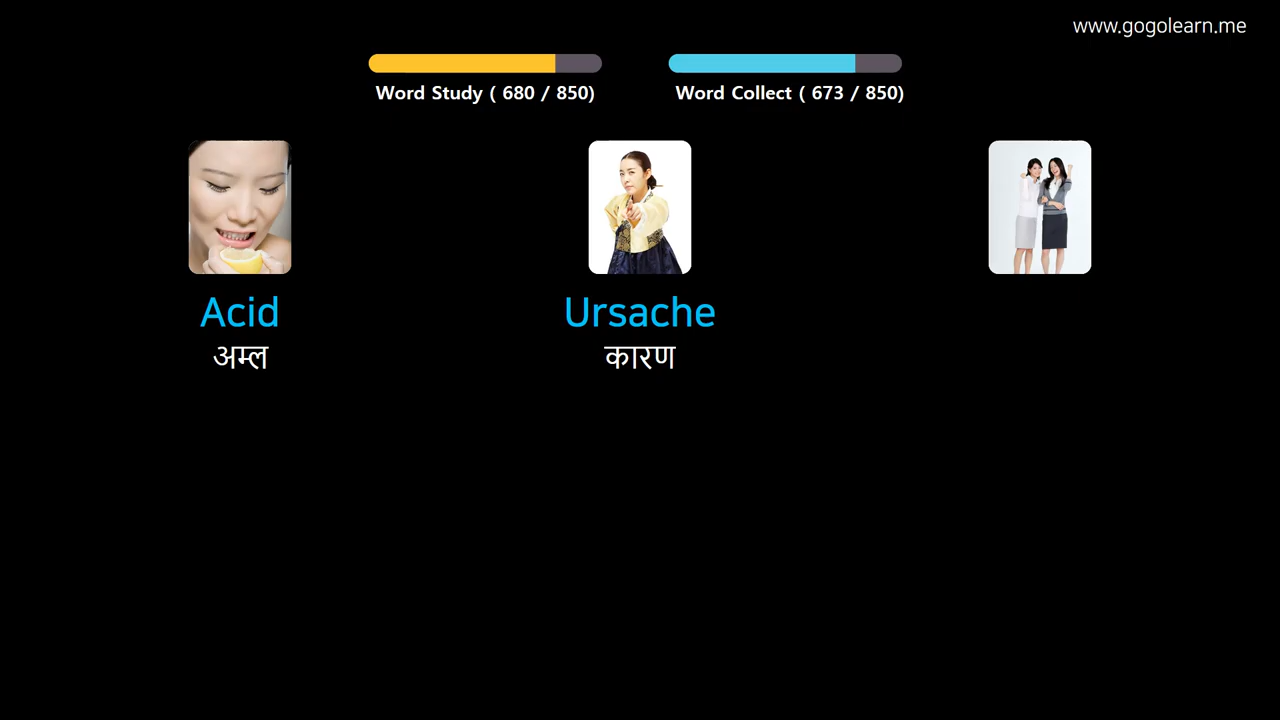 www.gogolearn.me
Word Study ( 680 / 850)
Word Collect ( 673 / 850)
Acid
अम्ल
Ursache
कारण